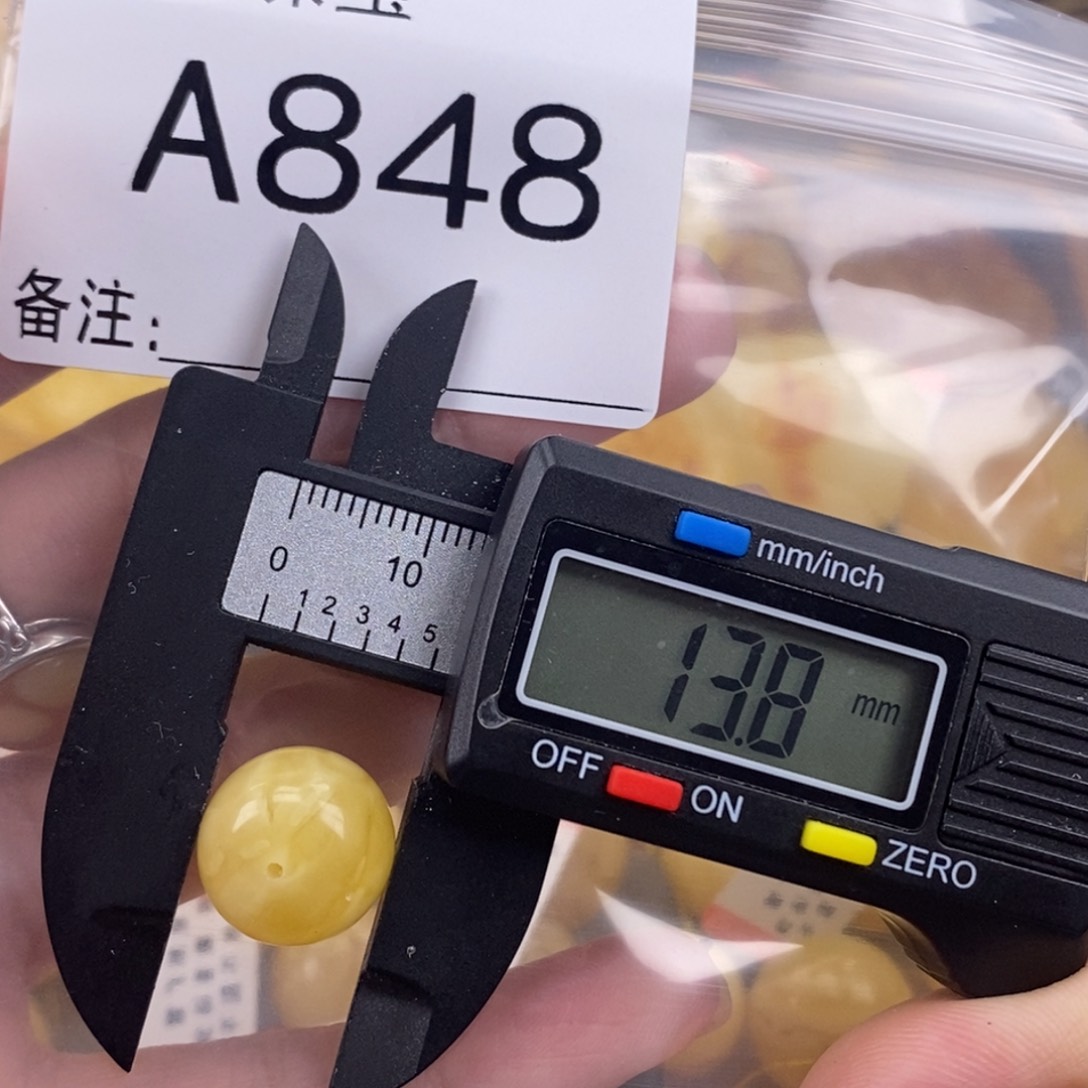 A848
备注:
mm/inch
0 10
1 2 3 4 5
13.8 mm
OFF ON
ZERO